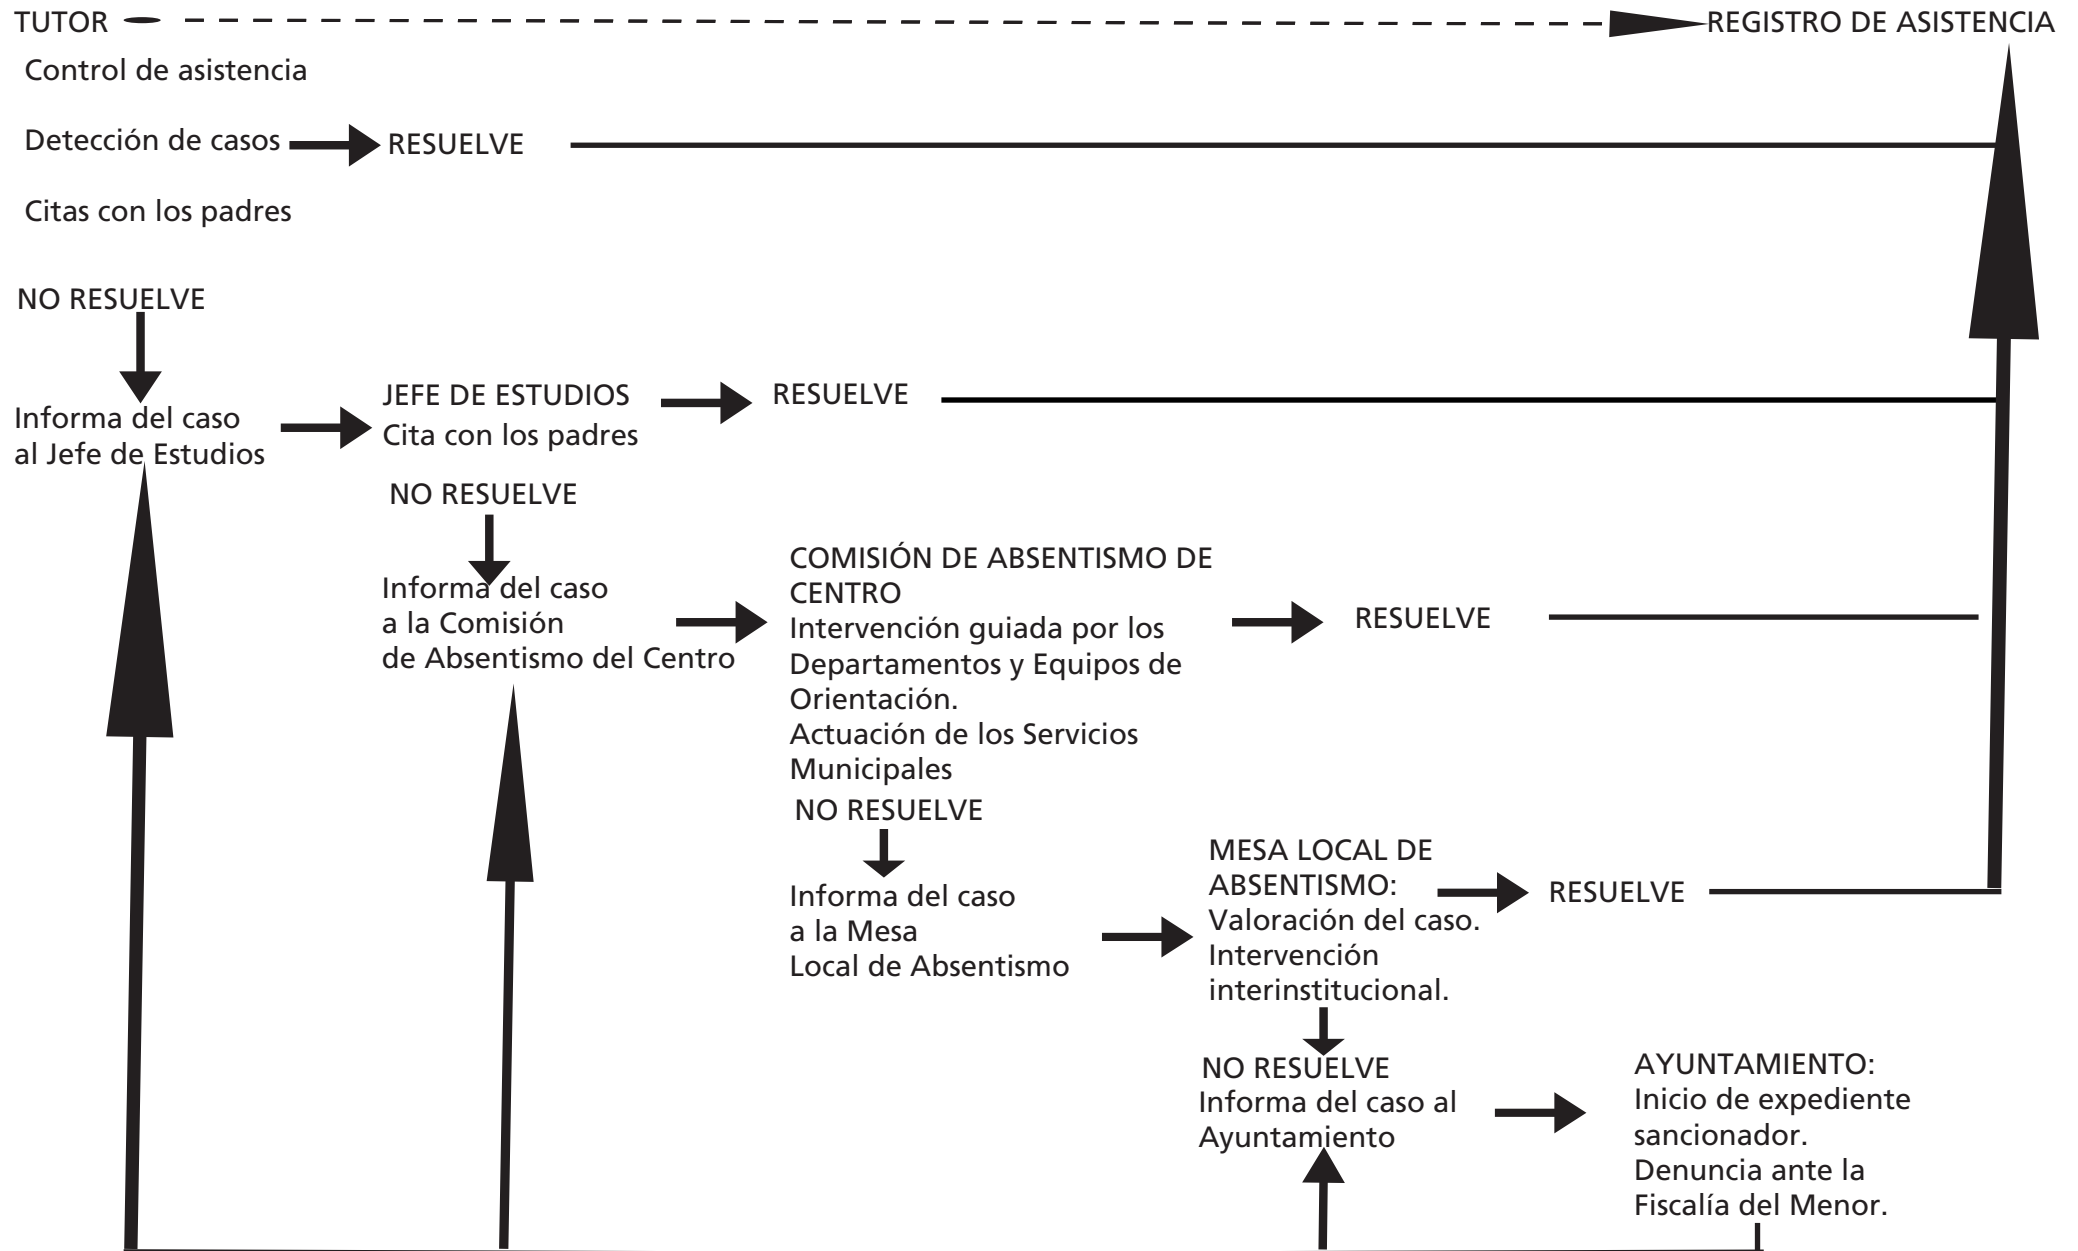 TUTOR
REGISTRO DE ASISTENCIA
Control de asistencia
Detección de casos
RESUELVE
Citas con los padres
NO RESUELVE
Informa del caso
al Jefe de Estudios
JEFE DE ESTUDIOS
Cita con los padres
RESUELVE
NO RESUELVE
Informa del caso
a la Comisión
de Absentismo del Centro
COMISIÓN DE ABSENTISMO DE
CENTRO
Intervención guiada por los
Departamentos y Equipos de
Orientación.
Actuación de los Servicios
Municipales
RESUELVE
NO RESUELVE
Informa del caso
a la Mesa
Local de Absentismo
MESA LOCAL DE
ABSENTISMO:
Valoración del caso.
Intervención
interinstitucional.
RESUELVE
NO RESUELVE
Informa del caso al
Ayuntamiento
AYUNTAMIENTO:
Inicio de expediente
sancionador.
Denuncia ante la
Fiscalía del Menor.